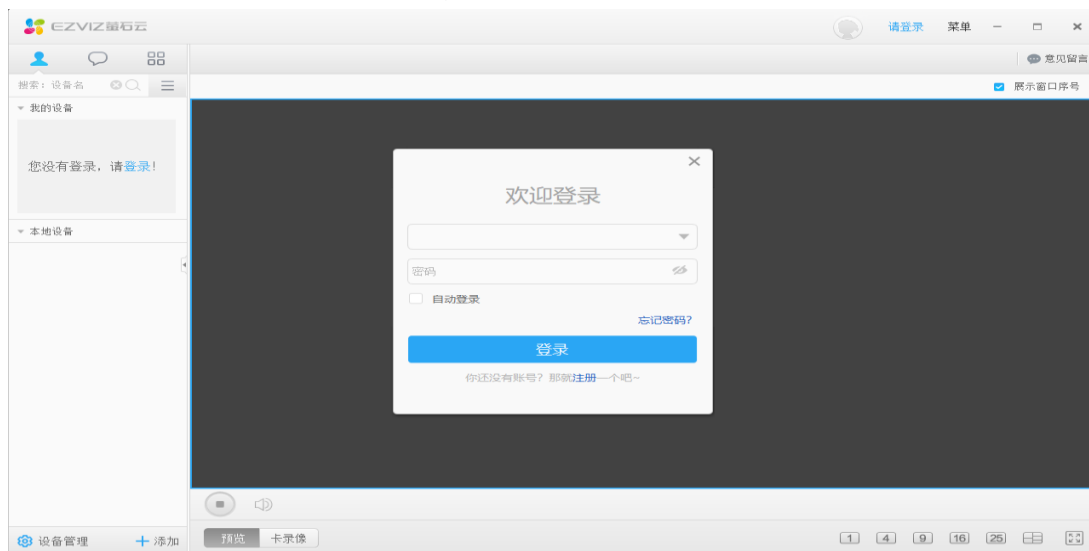 EZVIZ萤石云
请登录 菜单
意见留言
搜索：设备名
展示窗口序号
我的设备
您没有登录，请登录！
本地设备
欢迎登录
密码
自动登录
忘记密码?
登录
你还没有账号？那就注册一个吧~
设备管理 添加
预览 卡录像
1 4 9 16 25